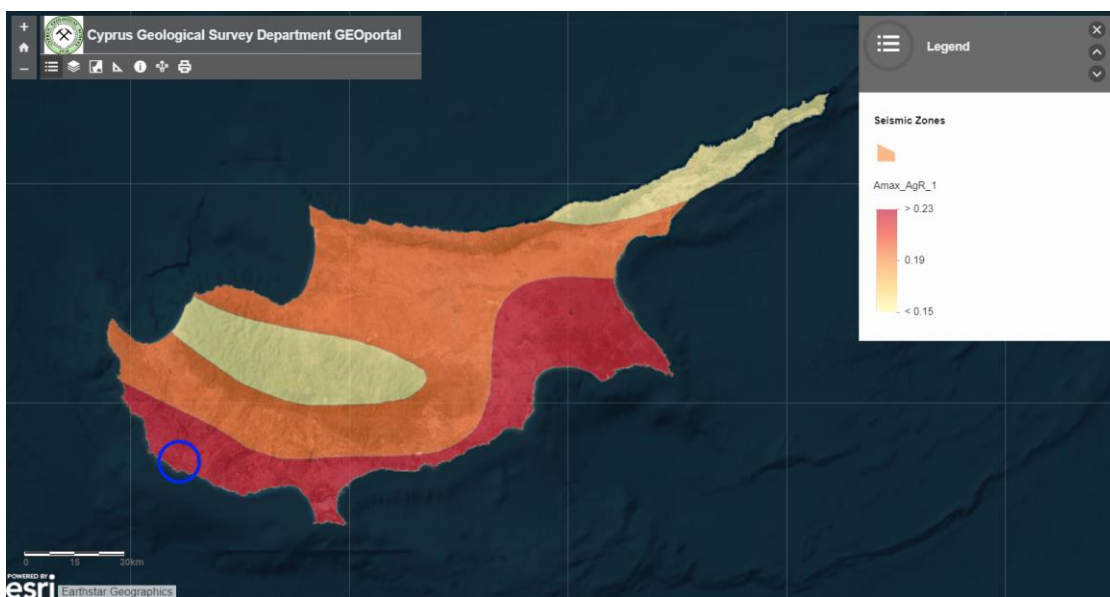 +
Cyprus Geological Survey Department GEOportal
−
Legend
Seismic Zones
Amax_AgR_1
> 0.23
0.19
< 0.15
0 15 30km
POWERED BY
esri
Earthstar Geographics